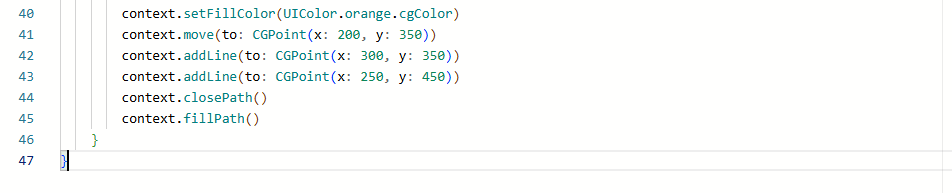 40 context.setFillColor(UIColor.orange.cgColor)
41 context.move(to: CGPoint(x: 200, y: 350))
42 context.addLine(to: CGPoint(x: 300, y: 350))
43 context.addLine(to: CGPoint(x: 250, y: 450))
44 context.closePath()
45 context.fillPath()
46 }
47 }